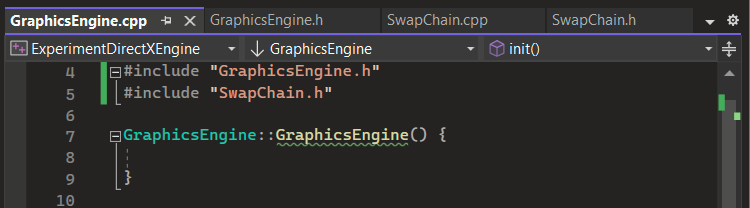 GraphicsEngine.cpp GraphicsEngine.h SwapChain.cpp SwapChain.h
ExperimentDirectXEngine GraphicsEngine init()
4 #include "GraphicsEngine.h"
5 #include "SwapChain.h"
6
7 GraphicsEngine::GraphicsEngine() {
8
9 }
10